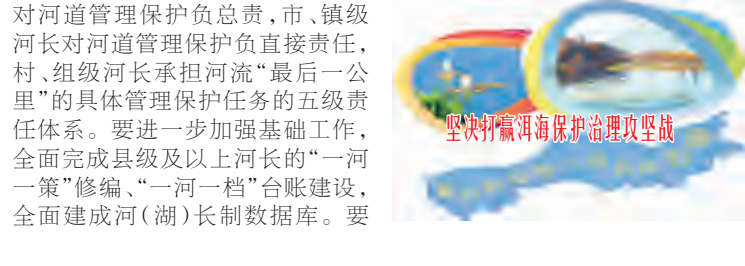 对河道管理保护负总责,市、镇级
河长对河道管理保护负直接责任,
村、组级河长承担河流“最后一公
里”的具体管理保护任务的五级责
任体系。要进一步加强基础工作,
全面完成县级及以上河长的“一河
一策”修编、“一河一档”台账建设,
全面建成河(湖)长制数据库。要
坚决打赢洱海保护治理攻坚战